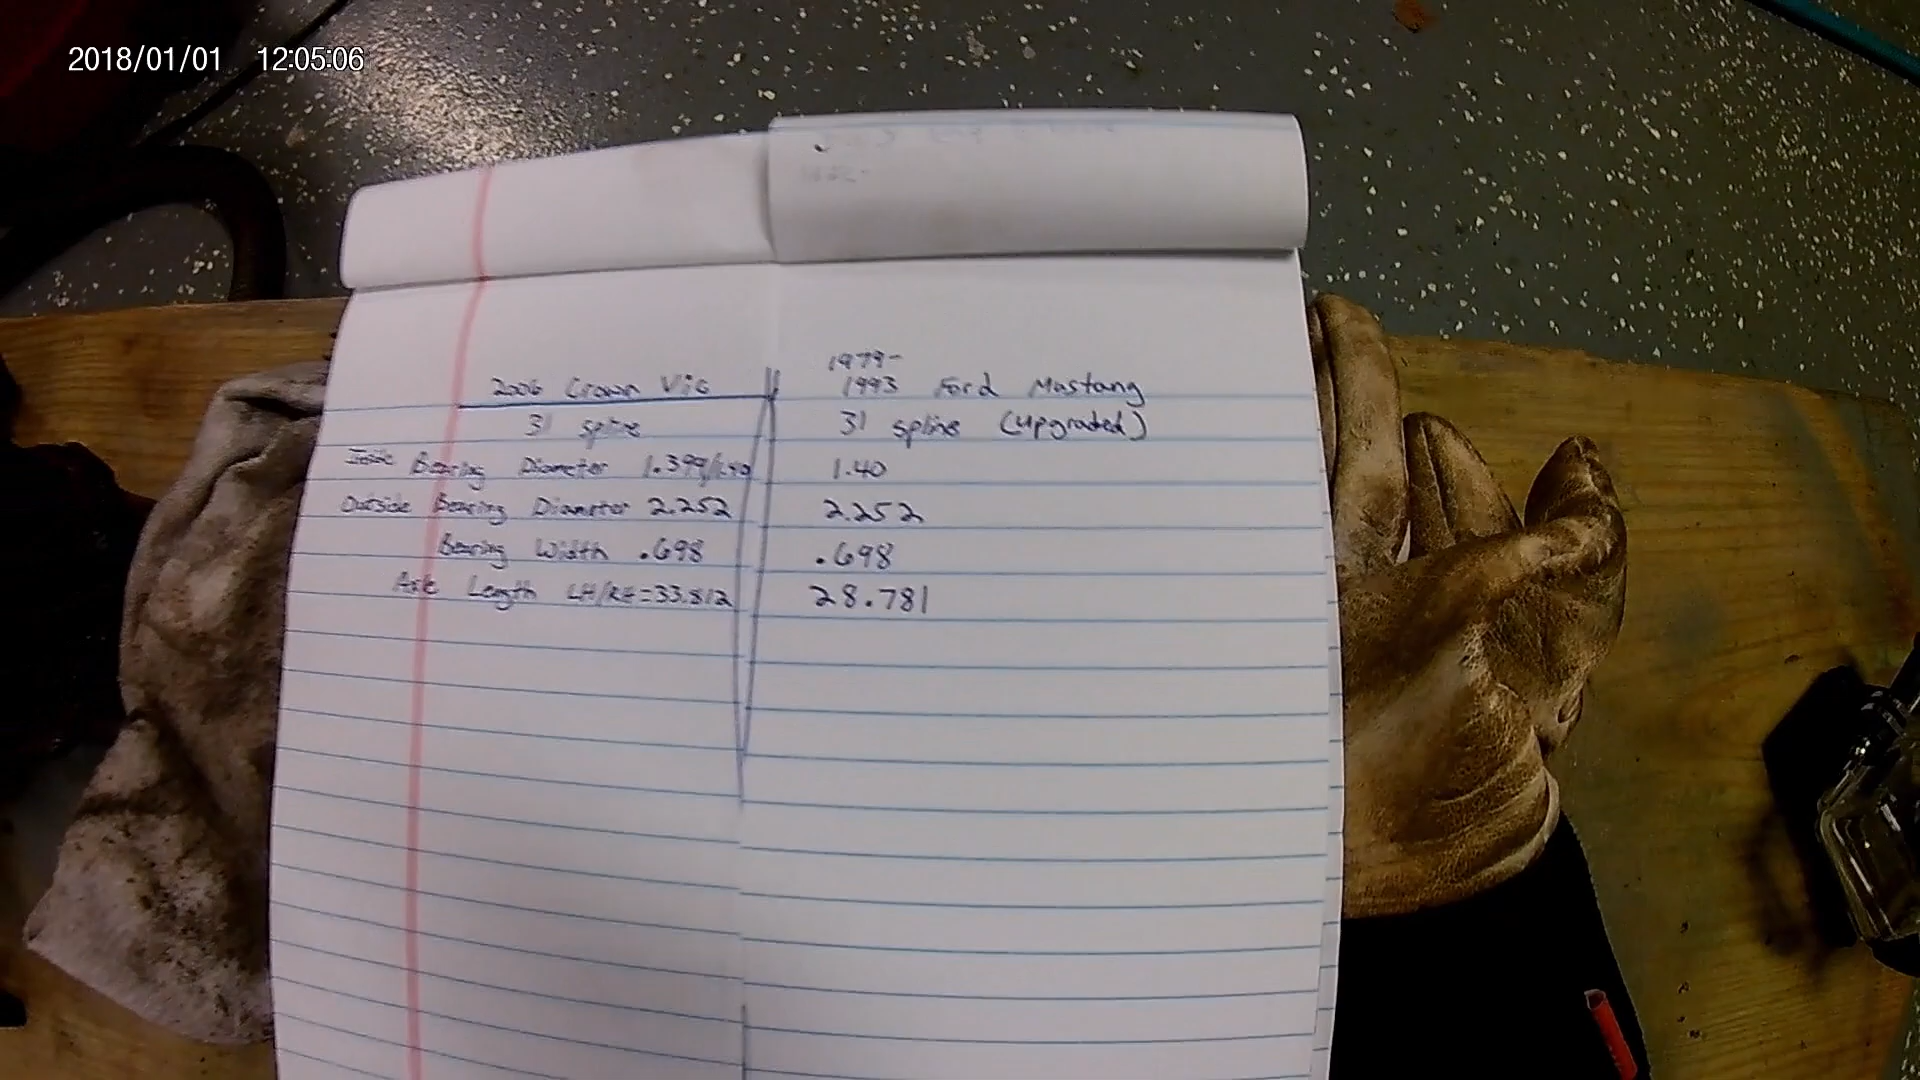 2018/01/01 12:05:06
1979-
2006 Crown Vic 1993 Ford Mustang
31 spline 31 spline (upgraded)
Inside Bearing Diameter 1.399/1.40 1.40
Outside Bearing Diameter 2.252 2.252
Bearing Width .698 .698
Axle Length LH/RH=33.812 28.781